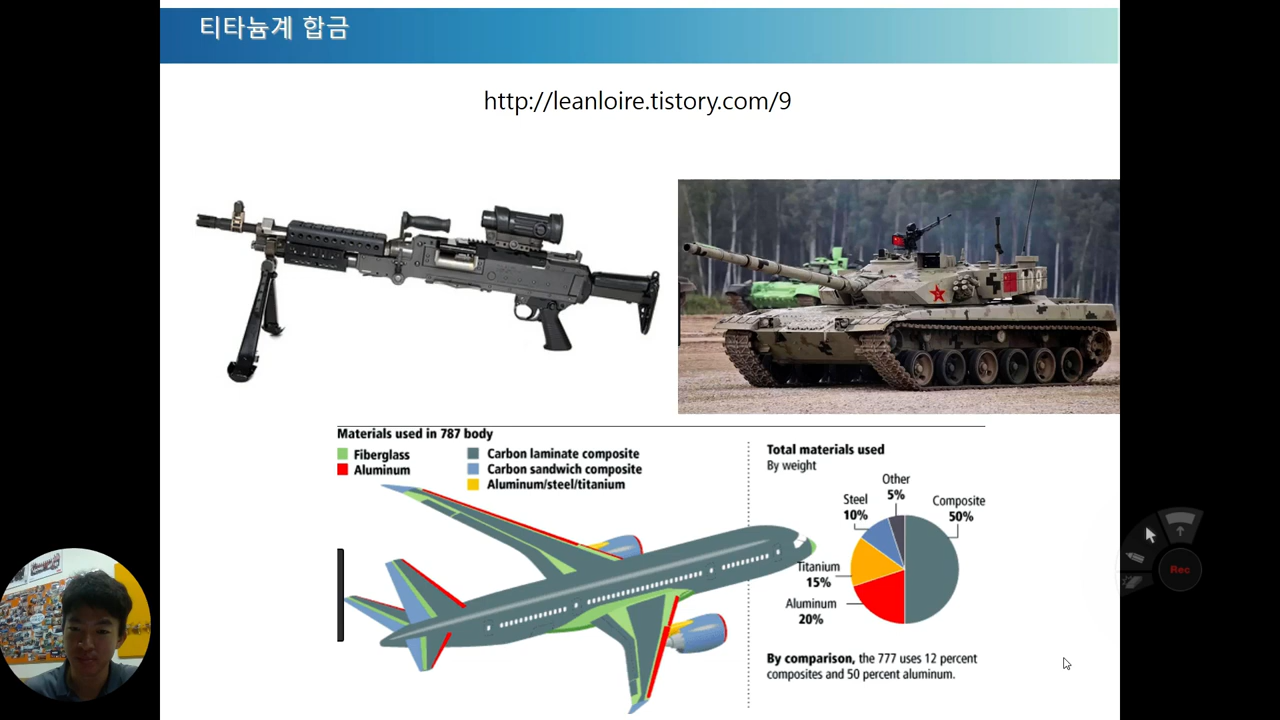 티타늄계 합금
http://leanloire.tistory.com/9
Materials used in 787 body
Fiberglass
Aluminum
Carbon laminate composite
Carbon sandwich composite
Aluminum/steel/titanium
Total materials used
By weight
Other
5%
Steel
10%
Composite
50%
Titanium
15%
Aluminum
20%
By comparison, the 777 uses 12 percent
composites and 50 percent aluminum.
Rec